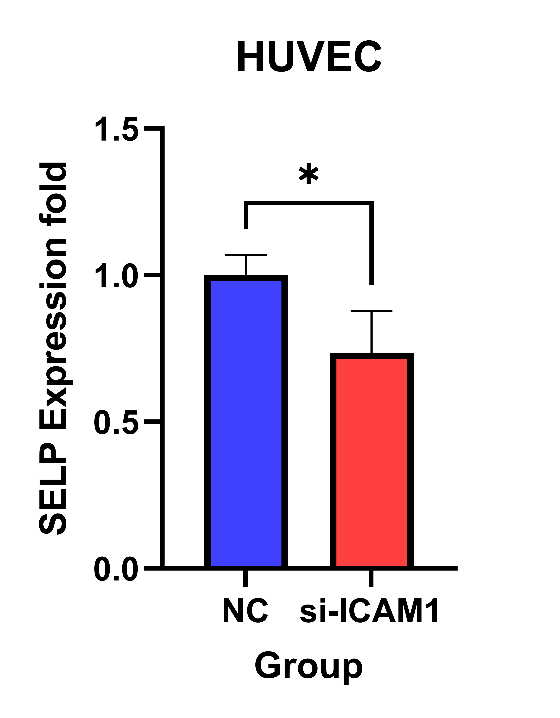 HUVEC
SELP Expression fold
1.5
*
1.0
0.5
0.0
NC si-ICAM1
Group